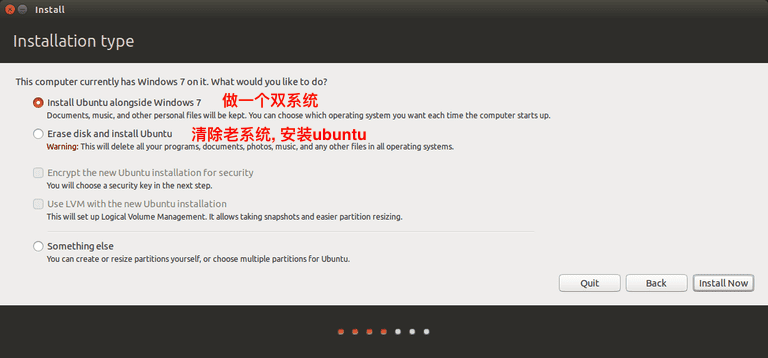 Install
Installation type
This computer currently has Windows 7 on it. What would you like to do?
Install Ubuntu alongside Windows 7 做一个双系统
Documents, music, and other personal files will be kept. You can choose which operating system you want each time the computer starts up.
Erase disk and install Ubuntu 清除老系统, 安装ubuntu
Warning: This will delete all your programs, documents, photos, music, and any other files in all operating systems.
Encrypt the new Ubuntu installation for security
You will choose a security key in the next step.
Use LVM with the new Ubuntu installation
This will set up Logical Volume Management. It allows taking snapshots and easier partition resizing.
Something else
You can create or resize partitions yourself, or choose multiple partitions for Ubuntu.
Quit Back Install Now